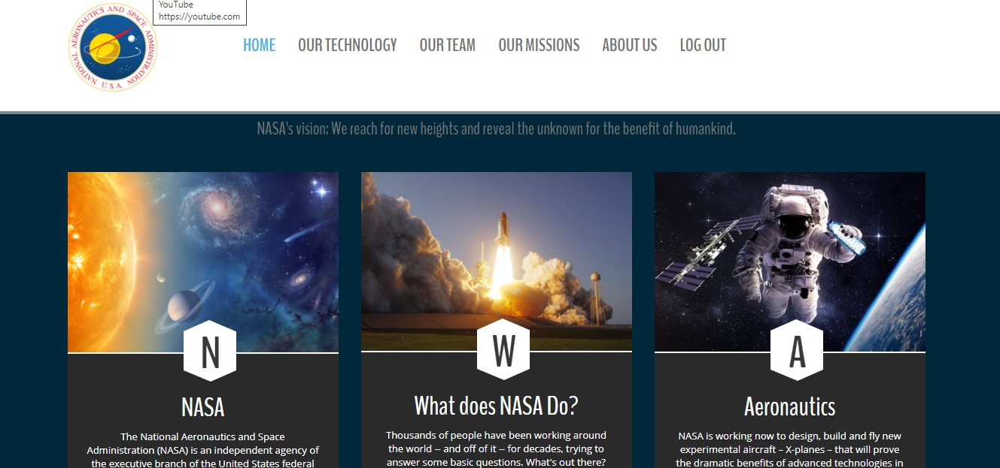 YouTube
https://youtube.com
NATIONAL AERONAUTICS AND SPACE ADMINISTRATION
U.S.A.
HOME
OUR TECHNOLOGY
OUR TEAM
OUR MISSIONS
ABOUT US
LOG OUT
NASA's vision: We reach for new heights and reveal the unknown for the benefit of humankind.
N
NASA
The National Aeronautics and Space
Administration (NASA) is an independent agency of
the executive branch of the United States federal
W
What does NASA Do?
Thousands of people have been working around
the world -- and off of it -- for decades, trying to
answer some basic questions. What's out there?
A
Aeronautics
NASA is working now to design, build and fly new
experimental aircraft – X-planes – that will prove
the dramatic benefits of advanced technologies in